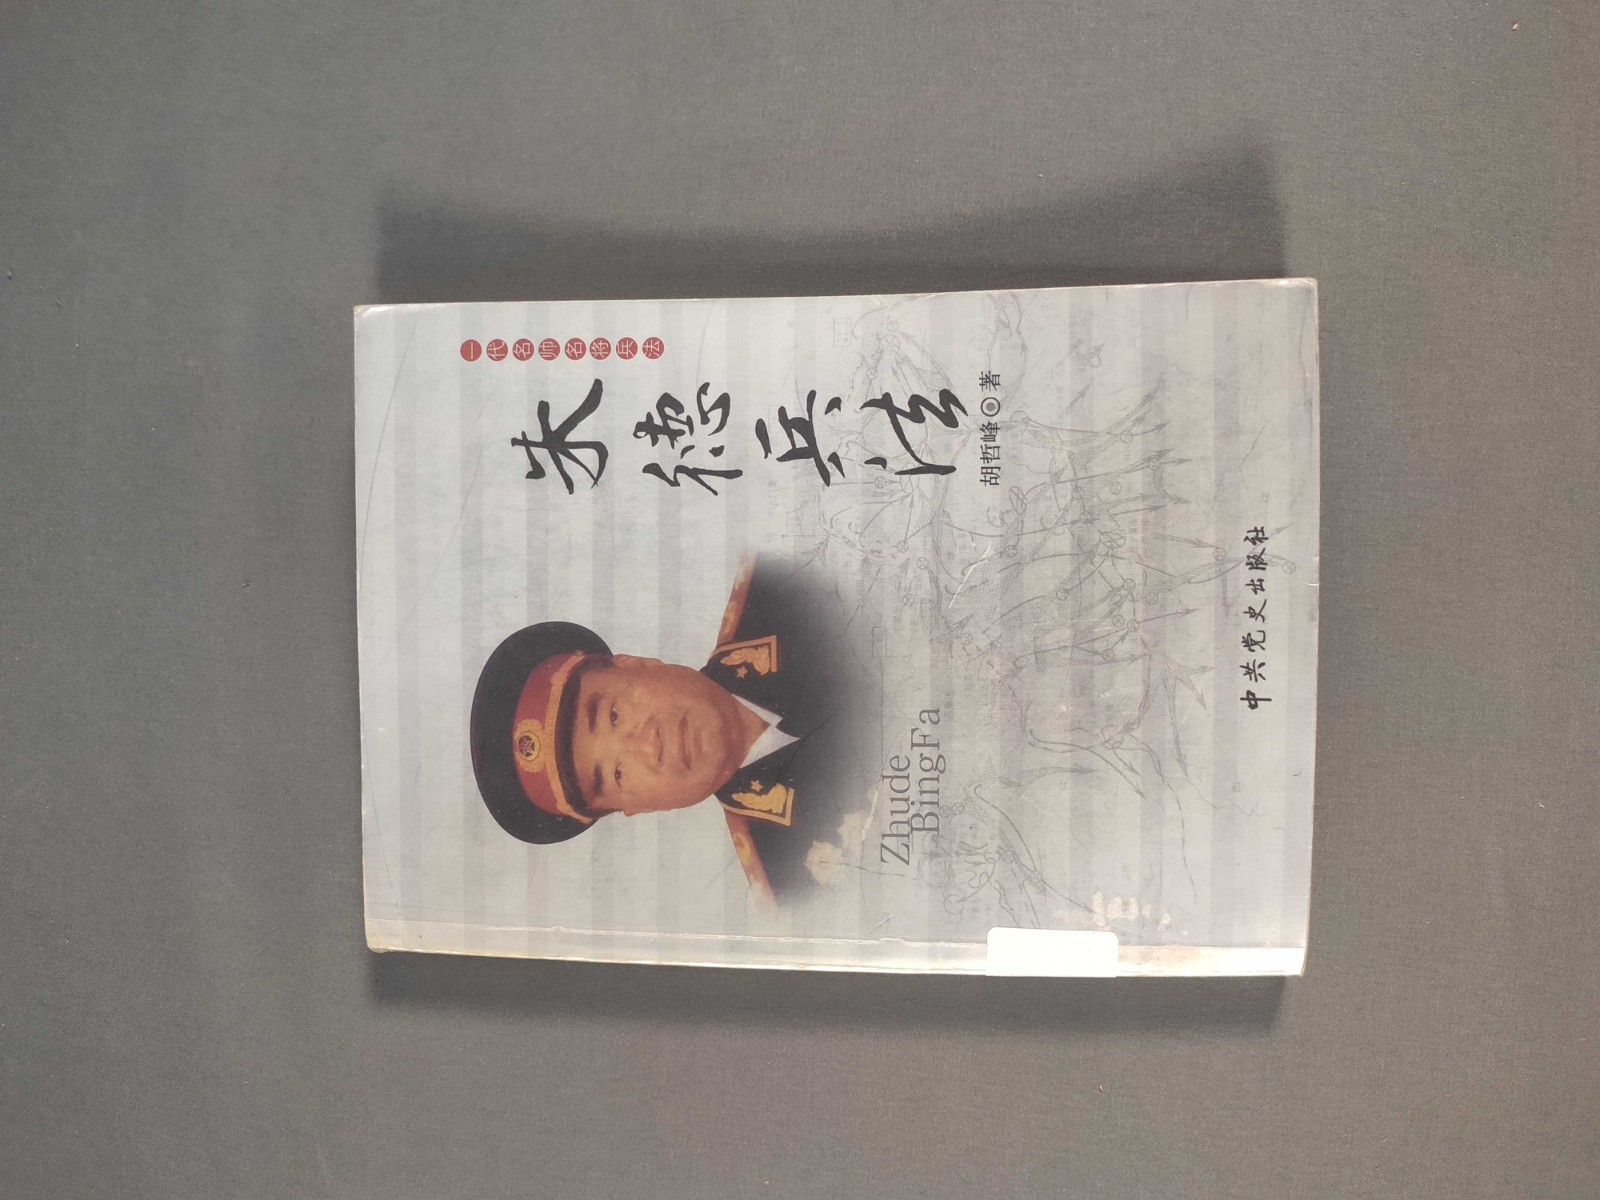 一代名师名将兵法
朱德兵法
胡哲峰◎著
Zhude
BingFa
中共党史出版社